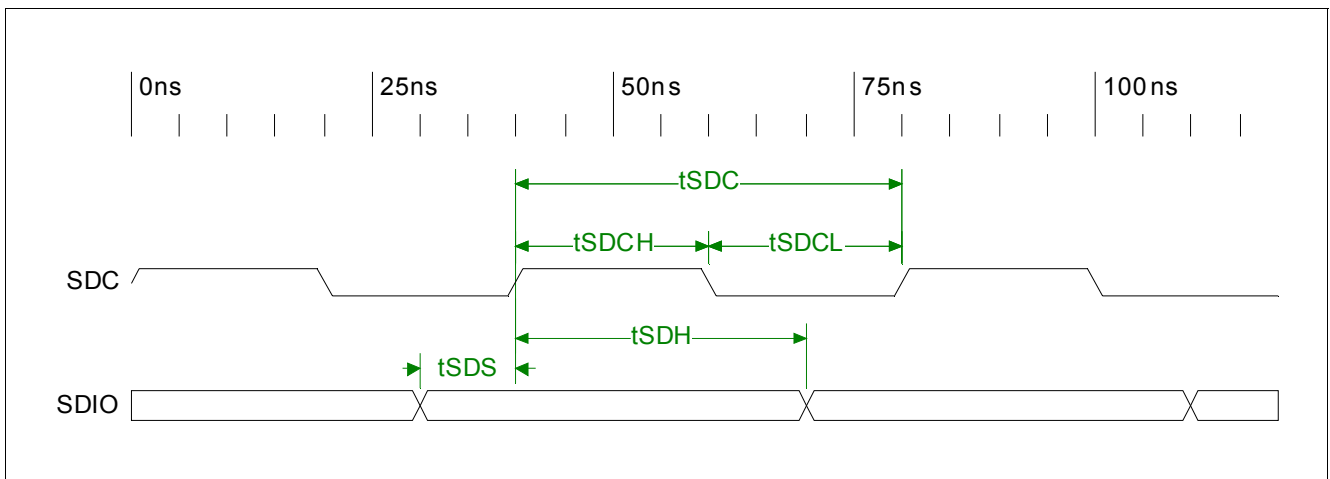 0ns 25ns 50ns 75ns 100ns
tSDC
tSDCH tSDCL
SDC
tSDH
tSDS
SDIO